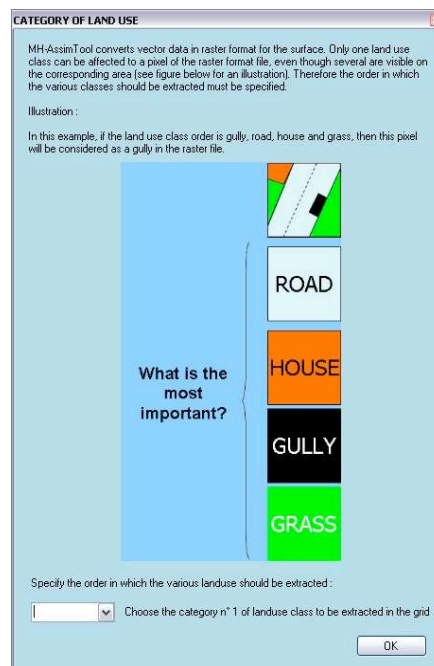 CATEGORY OF LAND USE
MH-AssimTool converts vector data in raster format for the surface. Only one land use
class can be affected to a pixel of the raster format file, even though several are visible on
the corresponding area (see figure below for an illustration). Therefore the order in which
the various classes should be extracted must be specified.
Illustration :
In this example, if the land use class order is gully, road, house and grass, then this pixel
will be considered as a gully in the raster file.
ROAD
HOUSE
What is the
most
important?
GULLY
GRASS
Specify the order in which the various landuse should be extracted :
Choose the category n° 1 of landuse class to be extracted in the grid
OK